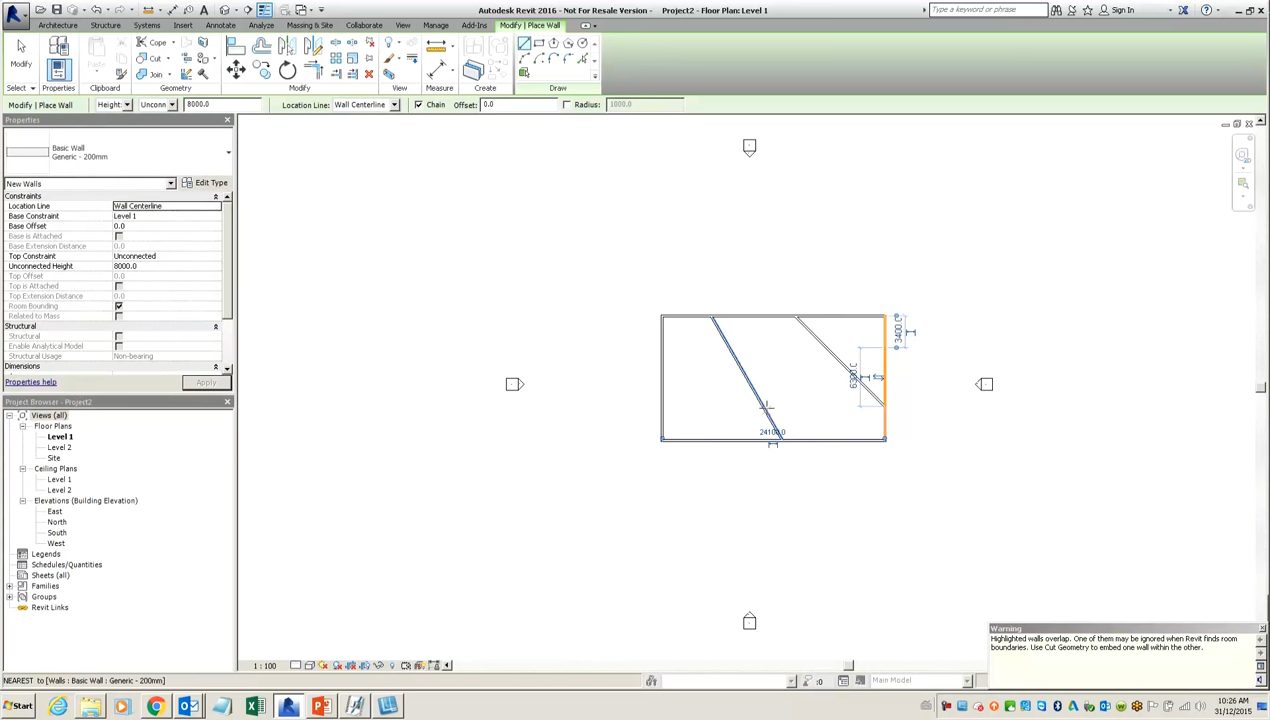 Autodesk Revit 2016 - Not For Resale Version - Project2 - Floor Plan: Level 1
Type a keyword or phrase
Sign In
Architecture Structure Systems Insert Annotate Analyze Massing & Site Collaborate View Manage Add-Ins Modify | Place Wall
Modify
Paste
Cope
Cut
Join
Select Properties Clipboard Geometry Modify View Measure Create Draw
Modify | Place Wall Height: Unconn 8000.0 Location Line: Wall Centerline Chain Offset: 0.0 Radius: 1000.0
Properties
Basic Wall
Generic - 200mm
New Walls Edit Type
Constraints
Location Line Wall Centerline
Base Constraint Level 1
Base Offset 0.0
Base is Attached
Base Extension Distance 0.0
Top Constraint Unconnected
Unconnected Height 8000.0
Top Offset 0.0
Top is Attached
Top Extension Distance 0.0
Room Bounding
Related to Mass
Structural
Structural
Enable Analytical Model
Structural Usage Non-bearing
Dimensions
Properties help Apply
Project Browser - Project2
Views (all)
Floor Plans
Level 1
Level 2
Site
Ceiling Plans
Level 1
Level 2
Elevations (Building Elevation)
East
North
South
West
Legends
Schedules/Quantities
Sheets (all)
Families
Groups
Revit Links
3400.0
24100.0
Warning
Highlighted walls overlap. One of them may be ignored when Revit finds room
boundaries. Use Cut Geometry to embed one wall within the other.
1 : 100
NEAREST to [Walls : Basic Wall : Generic - 200mm]
:0
Main Model
Start
10:26 AM
31/12/2015